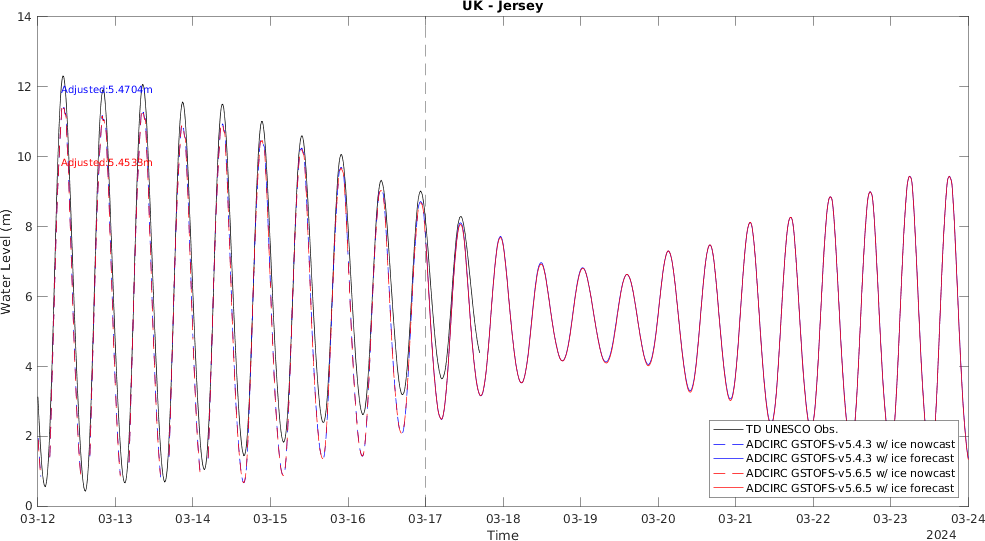 UK - Jersey
14
12
10
8
6
4
2
0
Water Level (m)
Adjusted:5.4704m
Adjusted:5.4533m
TD UNESCO Obs.
ADCIRC GSTOFS-v5.4.3 w/ ice nowcast
ADCIRC GSTOFS-v5.4.3 w/ ice forecast
ADCIRC GSTOFS-v5.6.5 w/ ice nowcast
ADCIRC GSTOFS-v5.6.5 w/ ice forecast
03-12 03-13 03-14 03-15 03-16 03-17 03-18 03-19 03-20 03-21 03-22 03-23 03-24
Time
2024